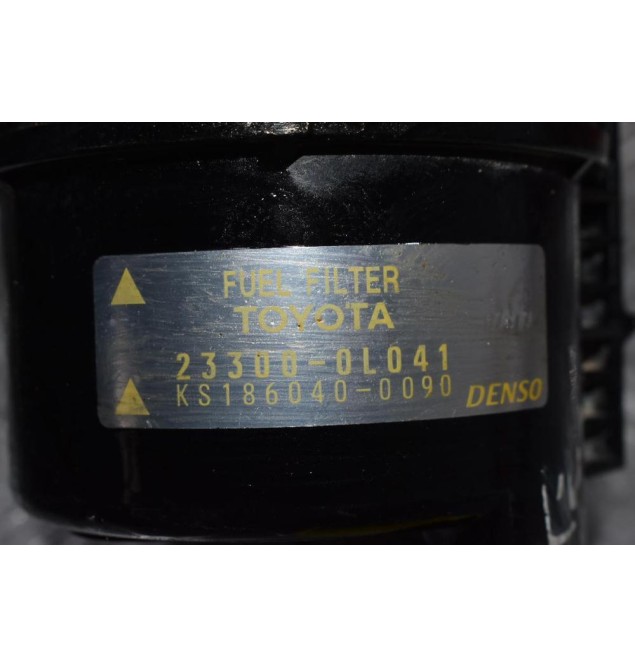 FUEL FILTER
TOYOTA
23300-0L041
KS186040-0090
DENSO